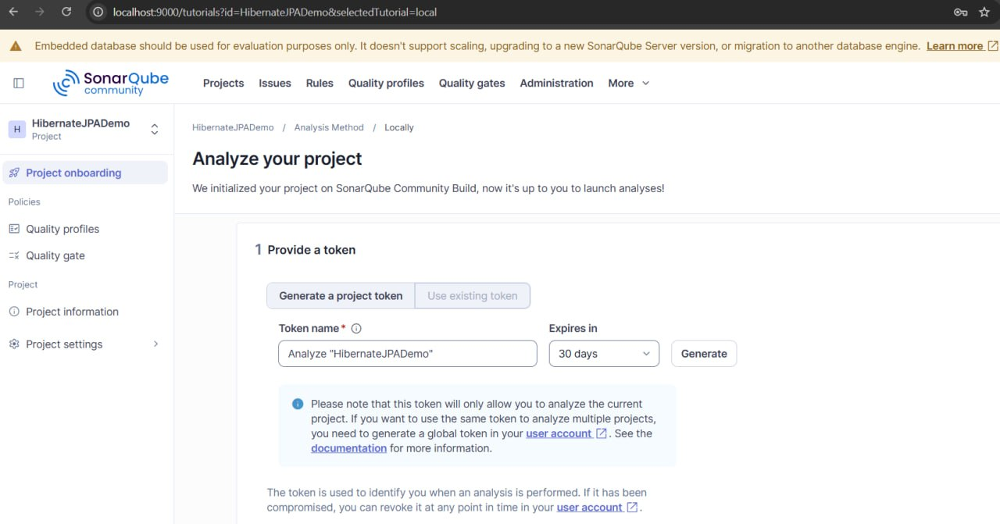 localhost:9000/tutorials?id=HibernateJPADemo&selectedTutorial=local
Embedded database should be used for evaluation purposes only. It doesn't support scaling, upgrading to a new SonarQube Server version, or migration to another database engine. Learn more
SonarQube
community
Projects Issues Rules Quality profiles Quality gates Administration More
H
HibernateJPADemo
Project
Project onboarding
Policies
Quality profiles
Quality gate
Project
Project information
Project settings
HibernateJPADemo / Analysis Method / Locally
Analyze your project
We initialized your project on SonarQube Community Build, now it's up to you to launch analyses!
1 Provide a token
Generate a project token Use existing token
Token name* Expires in
Analyze "HibernateJPADemo" 30 days Generate
Please note that this token will only allow you to analyze the current
project. If you want to use the same token to analyze multiple projects,
you need to generate a global token in your user account . See the
documentation for more information.
The token is used to identify you when an analysis is performed. If it has been
compromised, you can revoke it at any point in time in your user account .